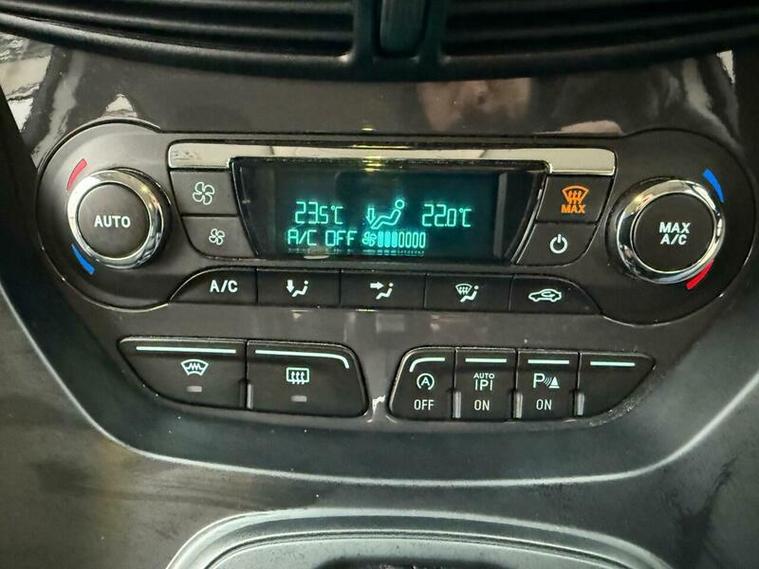 AUTO
23.5°C
22.0°C
A/C OFF
MAX
MAX
A/C
A/C
A
OFF
AUTO
(P)
ON
P
ON